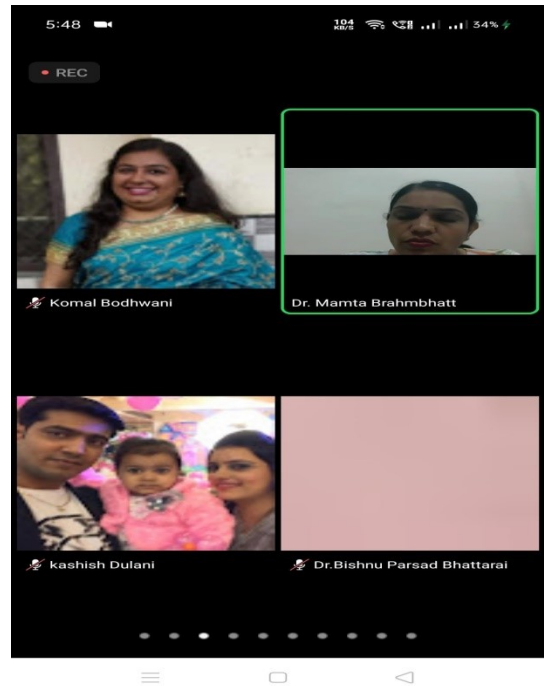 5:48 104 KB/S 34%
REC
Komal Bodhwani
Dr. Mamta Brahmbhatt
kashish Dulani
Dr.Bishnu Parsad Bhattarai